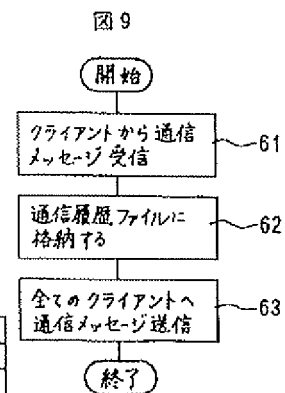 図9
開始
クライアントから通信
メッセージ受信
61
通信履歴ファイルに
格納する
62
全てのクライアントへ
通信メッセージ送信
63
終了